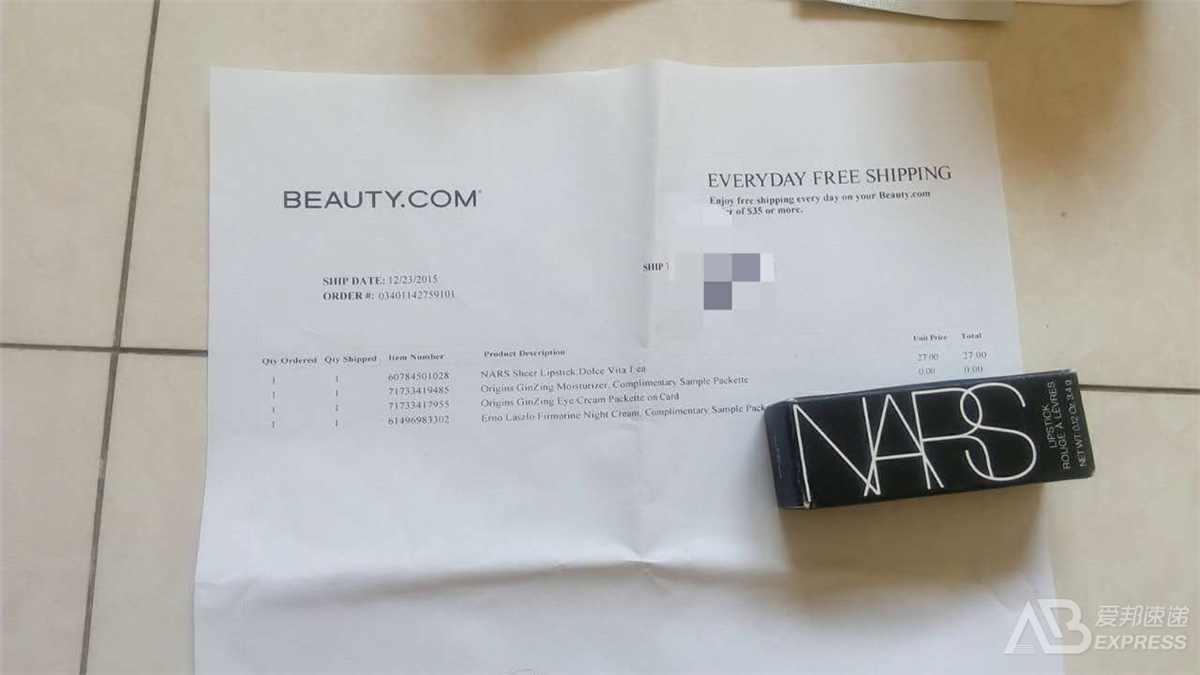 BEAUTY.COM®
EVERYDAY FREE SHIPPING
Enjoy free shipping every day on your Beauty.com
of $35 or more.
SHIP DATE: 12/23/2015
ORDER #: 03401142759101
SHIP
Qty Ordered Qty Shipped Item Number Product Description Unit Price Total
1 1 60784501028 NARS Sheer Lipstick,Dolce Vita 1 ea 27.00 27.00
1 1 71733419485 Origins GinZing Moisturizer, Complimentary Sample Packette 0.00 0.00
1 1 71733417955 Origins GinZing Eye Cream Packette on Card
1 1 61496983302 Erno Laszlo Firmarine Night Cream, Complimentary Sample Pack
NARS
LIPSTICK
ROUGE À LÈVRES
NET WT. 0.12 Oz. 3.4 g
AB 爱邦速递
EXPRESS